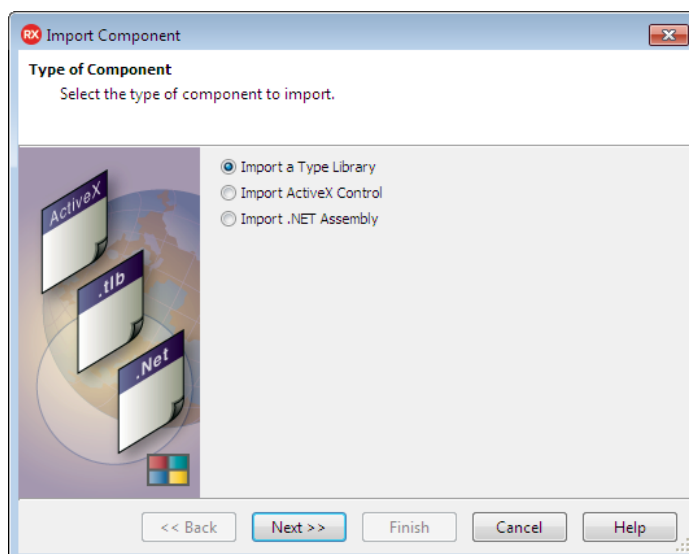 RX Import Component
Type of Component
Select the type of component to import.
ActiveX
.tlb
.Net
Import a Type Library
Import ActiveX Control
Import .NET Assembly
<< Back Next >> Finish Cancel Help